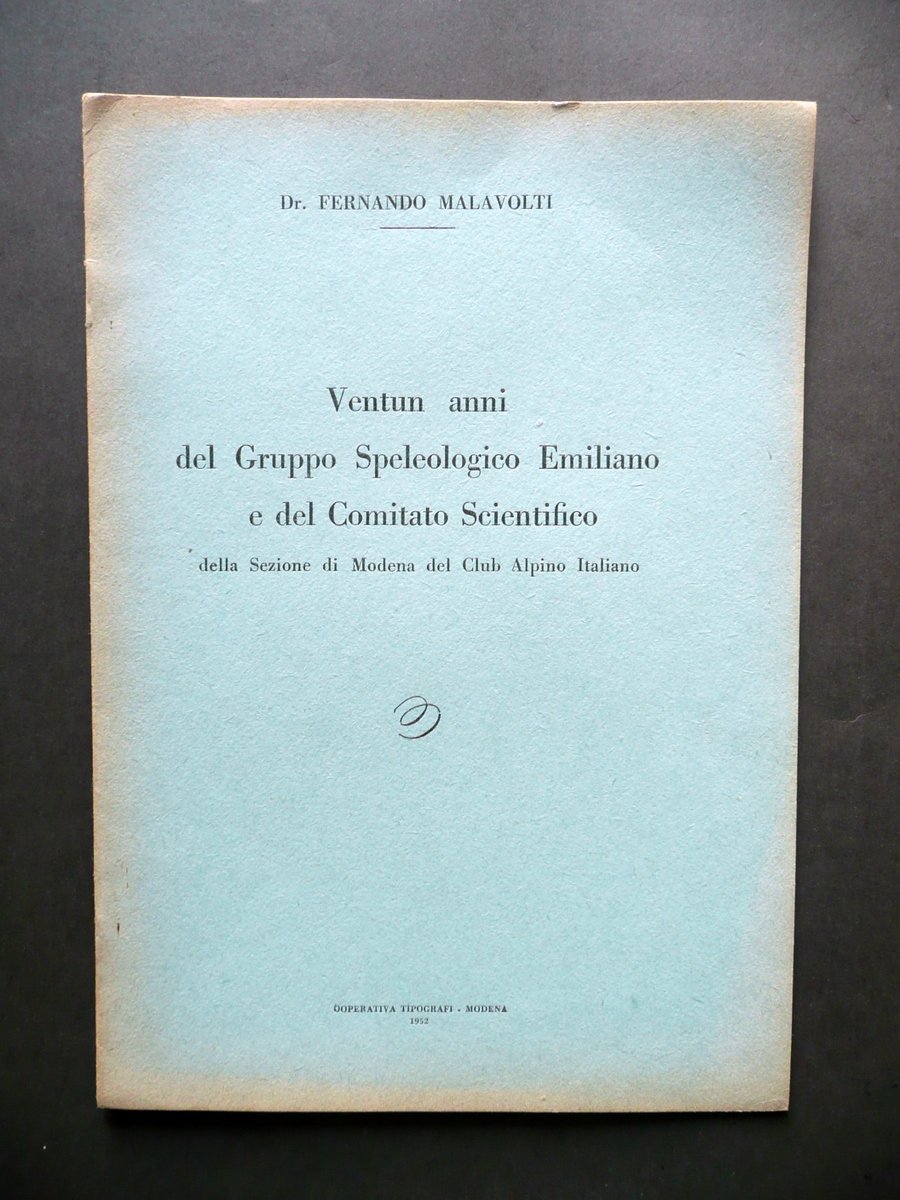 Dr. FERNANDO MALAVOLTI
Ventun anni
del Gruppo Speleologico Emiliano
e del Comitato Scientifico
della Sezione di Modena del Club Alpino Italiano
COOPERATIVA TIPOGRAFI - MODENA
1952